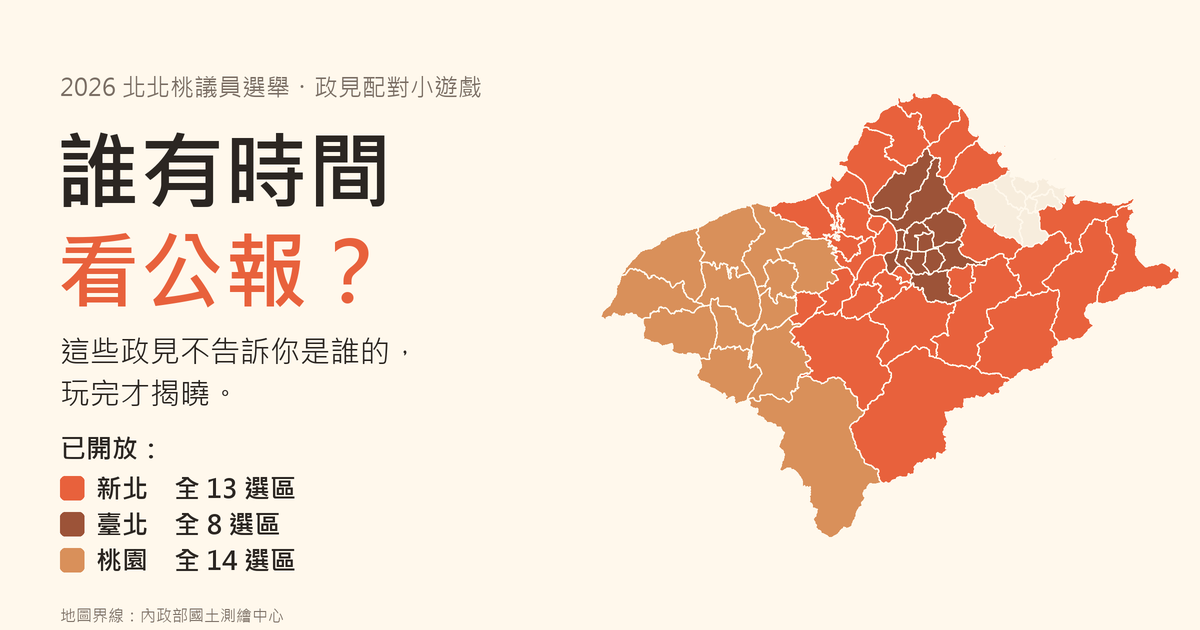 2026 北北桃議員選舉・政見配對小遊戲
誰有時間
看公報？
這些政見不告訴你是誰的，
玩完才揭曉。
已開放：
新北 全 13 選區
臺北 全 8 選區
桃園 全 14 選區
地圖界線：內政部國土測繪中心